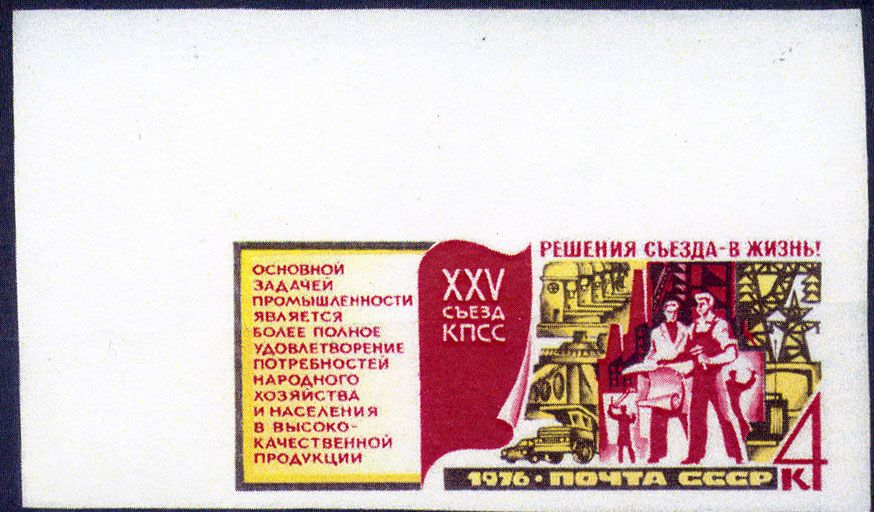 РЕШЕНИЯ СЪЕЗДА-В ЖИЗНЬ!
ОСНОВНОЙ
ЗАДАЧЕЙ
ПРОМЫШЛЕННОСТИ
ЯВЛЯЕТСЯ
БОЛЕЕ ПОЛНОЕ
УДОВЛЕТВОРЕНИЕ
ПОТРЕБНОСТЕЙ
НАРОДНОГО
ХОЗЯЙСТВА
И НАСЕЛЕНИЯ
В ВЫСОКО-
КАЧЕСТВЕННОЙ
ПРОДУКЦИИ
XXV
СЪЕЗД
КПСС
4
К
1976 · ПОЧТА СССР